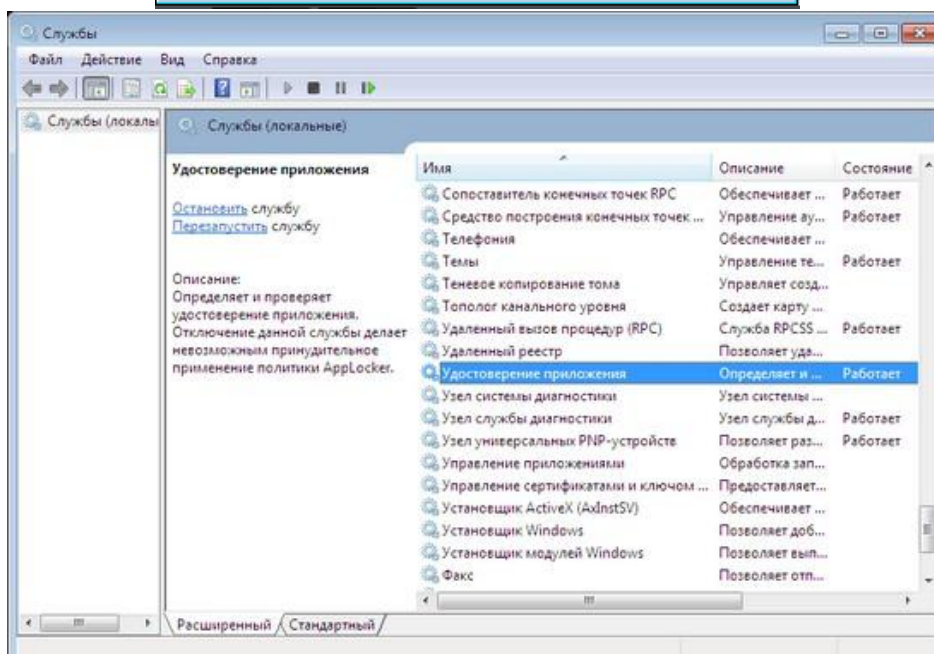 Службы
Файл Действие Вид Справка
Службы (локалы
Службы (локальные)
Удостоверение приложения
Остановить службу
Перезапустить службу
Описание:
Определяет и проверяет
удостоверение приложения.
Отключение данной службы делает
невозможным принудительное
применение политики AppLocker.
Имя Описание Состояние
Сопоставитель конечных точек RPC Обеспечивает ... Работает
Средство построения конечных точек ... Управление ау... Работает
Телефония Обеспечивает ...
Темы Управление те... Работает
Теневое копирование тома Управляет созд...
Тополог канального уровня Создает карту ...
Удаленный вызов процедур (RPC) Служба RPCSS ... Работает
Удаленный реестр Позволяет уда...
Удостоверение приложения Определяет и ... Работает
Узел системы диагностики Узел системы ...
Узел службы диагностики Узел службы д... Работает
Узел универсальных PNP-устройств Позволяет раз... Работает
Управление приложениями Обработка зап...
Управление сертификатами и ключом ... Предоставляет...
Установщик ActiveX (AxInstSV) Обеспечивает ...
Установщик Windows Позволяет доб...
Установщик модулей Windows Позволяет вып...
Факс Позволяет отп...
Расширенный Стандартный